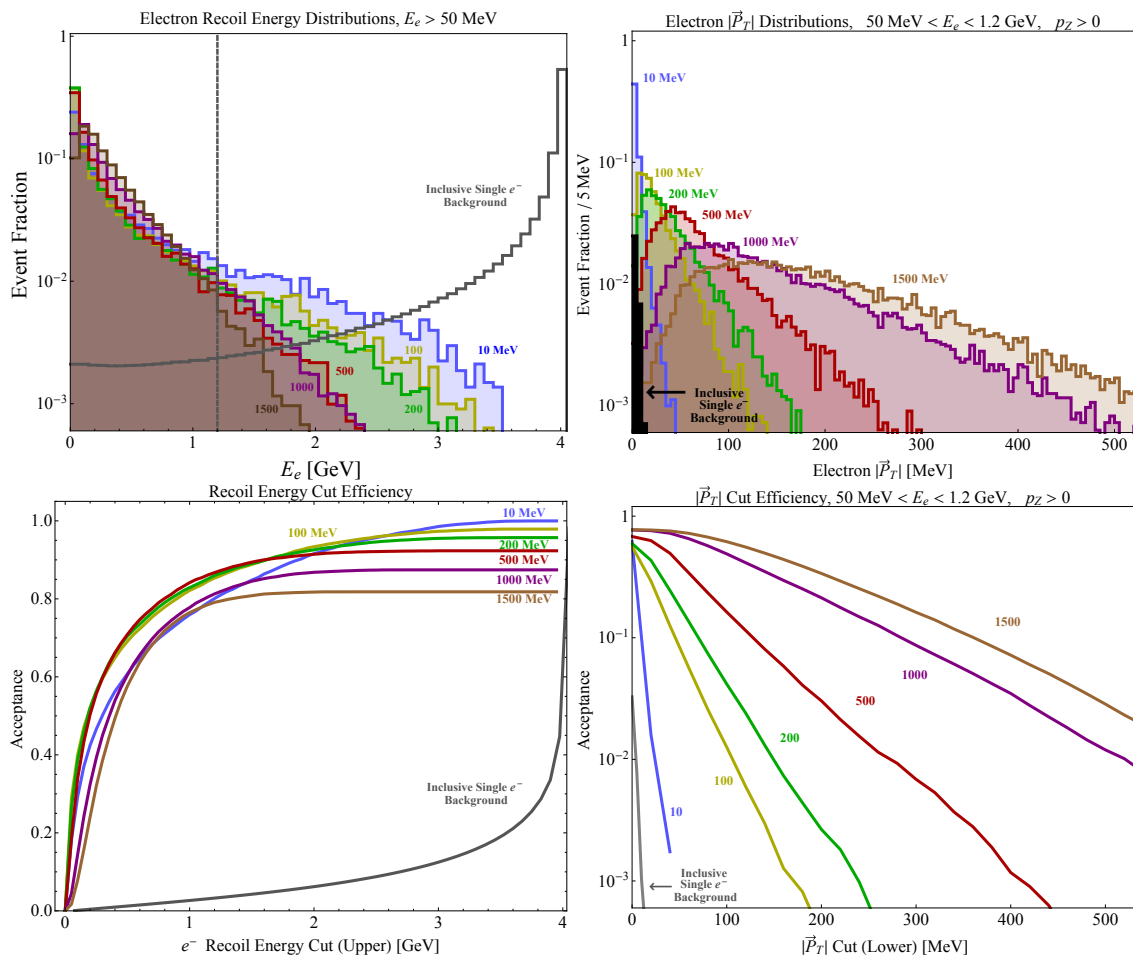 Electron Recoil Energy Distributions, E_e > 50 MeV
1
10^-1
10^-2
10^-3
Event Fraction
Inclusive Single e^-
Background
100
10 MeV
500
1000
200
1500
0
1
2
3
4
E_e [GeV]
Electron |P⃗_T| Distributions, 50 MeV < E_e < 1.2 GeV, p_Z > 0
1
10^-1
10^-2
10^-3
Event Fraction / 5 MeV
10 MeV
100 MeV
200 MeV
500 MeV
1000 MeV
1500 MeV
Inclusive
Single e^-
Background
0
100
200
300
400
500
Electron |P⃗_T| [MeV]
Recoil Energy Cut Efficiency
1.0
0.8
0.6
0.4
0.2
0.0
Acceptance
10 MeV
100 MeV
200 MeV
500 MeV
1000 MeV
1500 MeV
Inclusive Single e^-
Background
0
1
2
3
4
e^- Recoil Energy Cut (Upper) [GeV]
|P⃗_T| Cut Efficiency, 50 MeV < E_e < 1.2 GeV, p_Z > 0
1
10^-1
10^-2
10^-3
Acceptance
1500
1000
500
200
100
10
Inclusive
Single e^-
Background
0
100
200
300
400
500
|P⃗_T| Cut (Lower) [MeV]